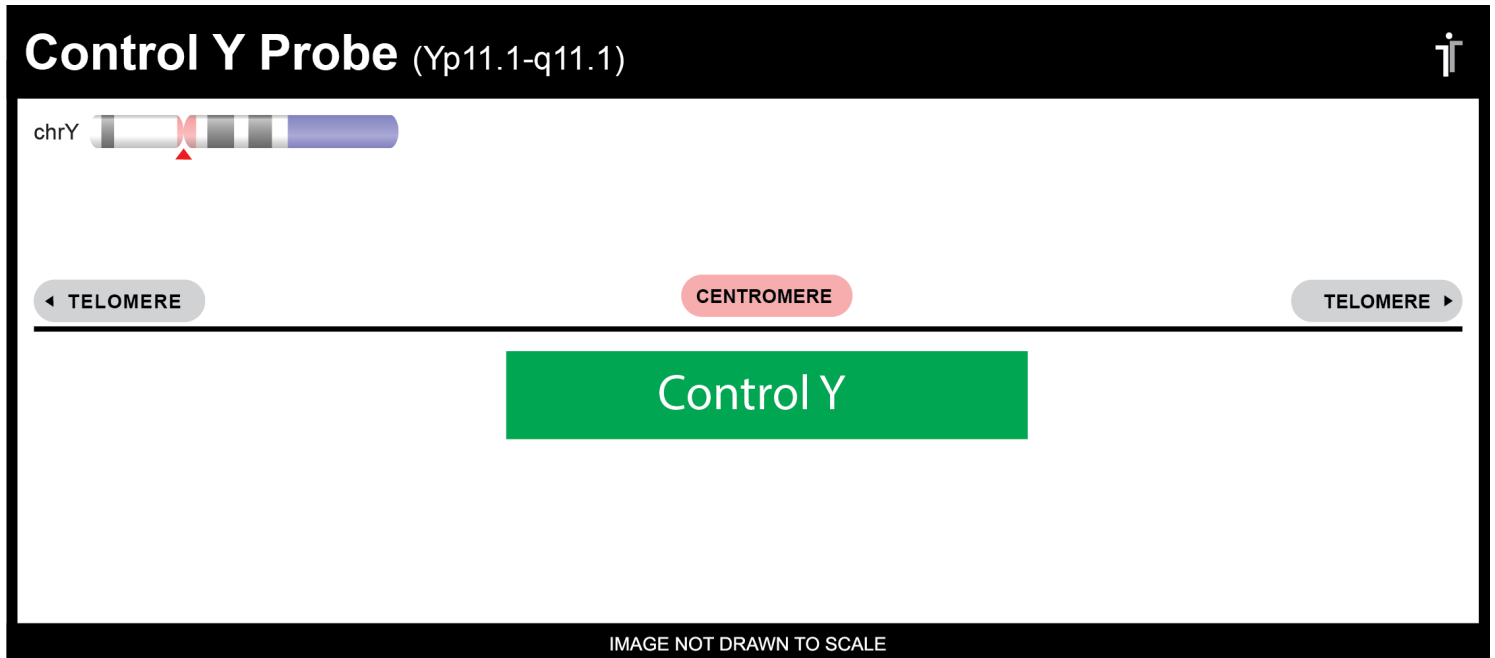 Control Y Probe (Yp11.1-q11.1)
chrY
TELOMERE
CENTROMERE
TELOMERE
Control Y
IMAGE NOT DRAWN TO SCALE